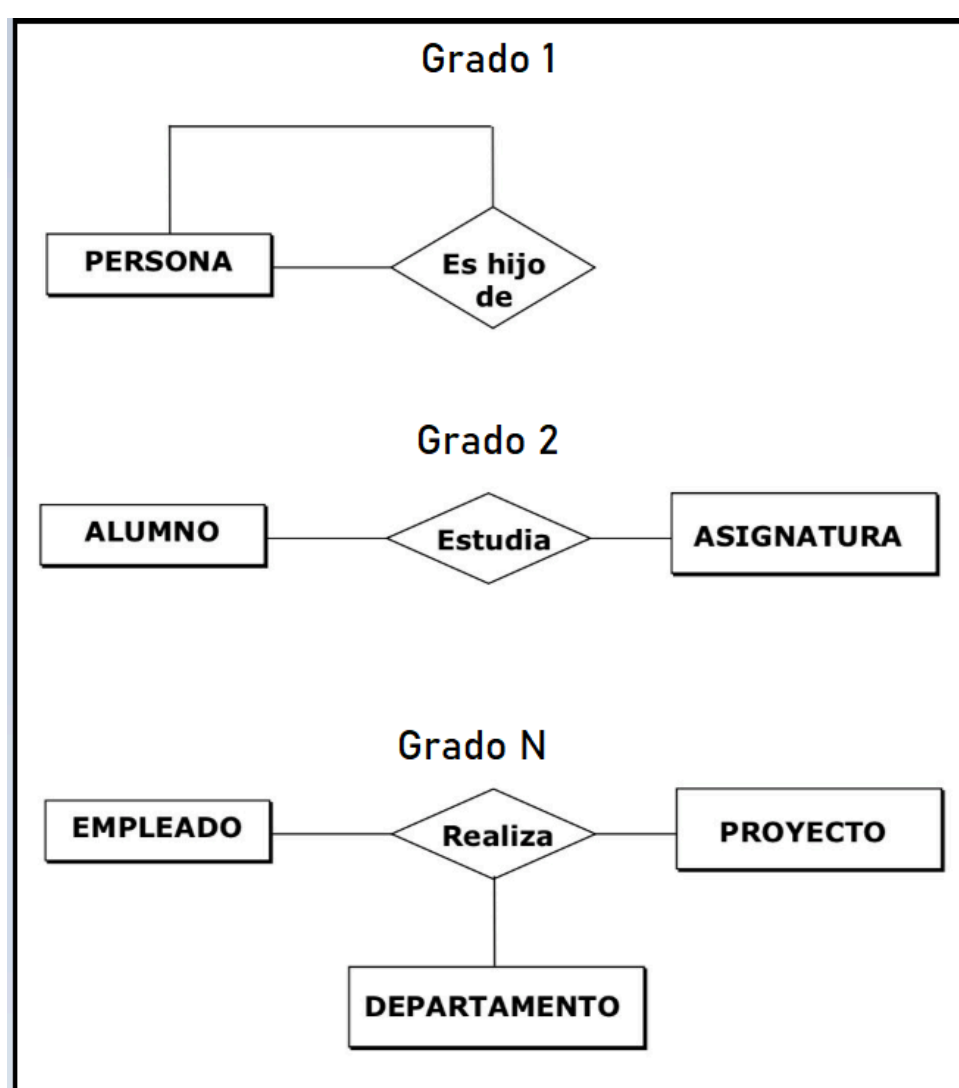 Grado 1
PERSONA
Es hijo
de
Grado 2
ALUMNO
Estudia
ASIGNATURA
Grado N
EMPLEADO
Realiza
PROYECTO
DEPARTAMENTO